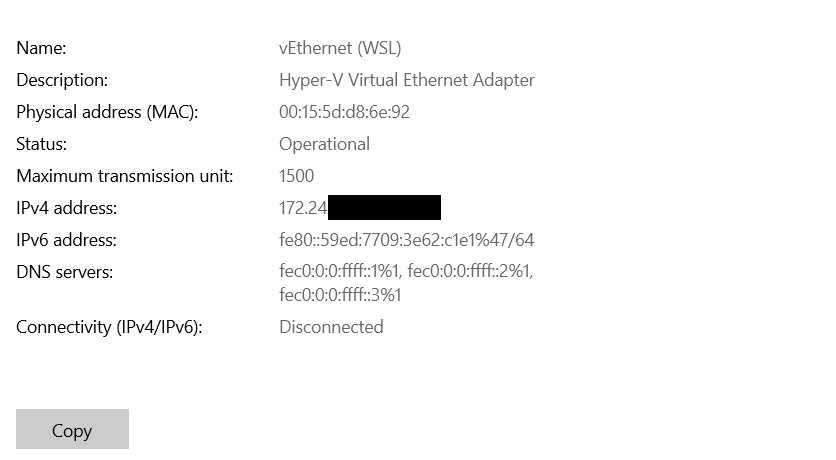 Name: vEthernet (WSL)
Description: Hyper-V Virtual Ethernet Adapter
Physical address (MAC): 00:15:5d:d8:6e:92
Status: Operational
Maximum transmission unit: 1500
IPv4 address: 172.24
IPv6 address: fe80::59ed:7709:3e62:c1e1%47/64
DNS servers: fec0:0:0:ffff::1%1, fec0:0:0:ffff::2%1,
fec0:0:0:ffff::3%1
Connectivity (IPv4/IPv6): Disconnected
Copy